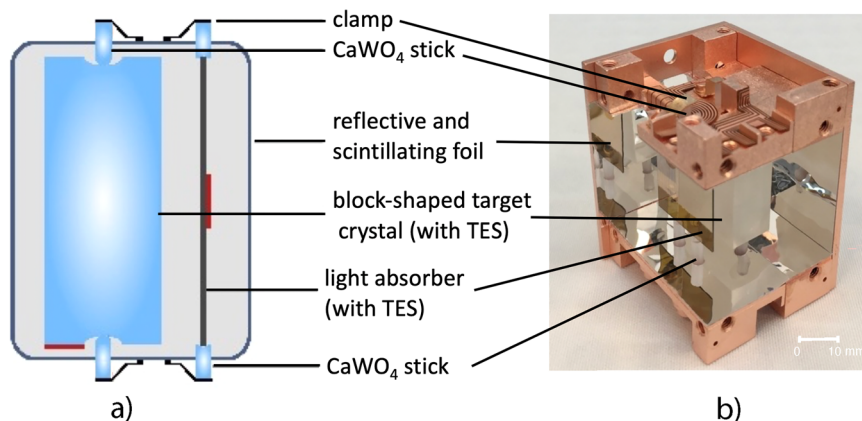 clamp
CaWO₄ stick
reflective and
scintillating foil
block-shaped target
crystal (with TES)
light absorber
(with TES)
CaWO₄ stick
0 10 mm
a)
b)